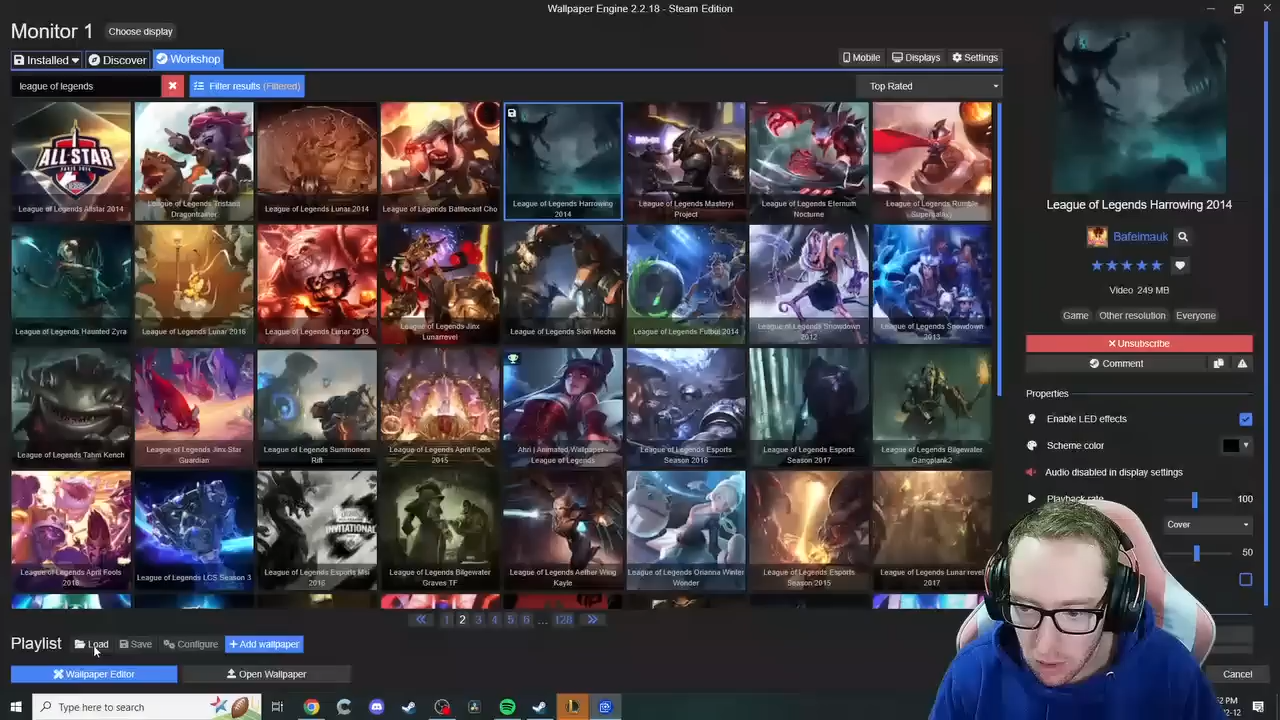 Wallpaper Engine 2.2.18 - Steam Edition
Monitor 1
Choose display
Installed
Discover
Workshop
Mobile
Displays
Settings
league of legends
Filter results (Filtered)
Top Rated
ALL★STAR
PARIS 2014
League of Legends Allstar 2014
League of Legends Tristana
Dragontrainer
League of Legends Lunar 2014
League of Legends Battlecast Cho
League of Legends Harrowing
2014
League of Legends Masteryi
Project
League of Legends Eternum
Nocturne
League of Legends Rumble
Supergalaxy
League of Legends Haunted Zyra
League of Legends Lunar 2016
League of Legends Lunar 2013
League of Legends Jinx
Lunarrevel
League of Legends Sion Mecha
League of Legends Futbol 2014
League of Legends Snowdown
2012
League of Legends Snowdown
2013
League of Legends Tahm Kench
League of Legends Jinx Star
Guardian
League of Legends Summoners
Rift
League of Legends April Fools
2015
Ahri | Animated Wallpaper -
League of Legends
League of Legends Esports
Season 2016
League of Legends Esports
Season 2017
League of Legends Bilgewater
Gangplank2
League of Legends April Fools
2016
League of Legends LCS Season 3
INVITATIONAL
League of Legends Esports Msi
2016
League of Legends Bilgewater
Graves TF
League of Legends Aether Wing
Kayle
League of Legends Orianna Winter
Wonder
League of Legends Esports
Season 2015
League of Legends Lunar revel
2017
1 2 3 4 5 6 ... 128
Playlist
Load
Save
Configure
+ Add wallpaper
Wallpaper Editor
Open Wallpaper
League of Legends Harrowing 2014
Bafeimauk
Video 249 MB
Game
Other resolution
Everyone
Unsubscribe
Comment
Properties
Enable LED effects
Scheme color
Audio disabled in display settings
Playback rate
100
Cover
50
Cancel
Type here to search